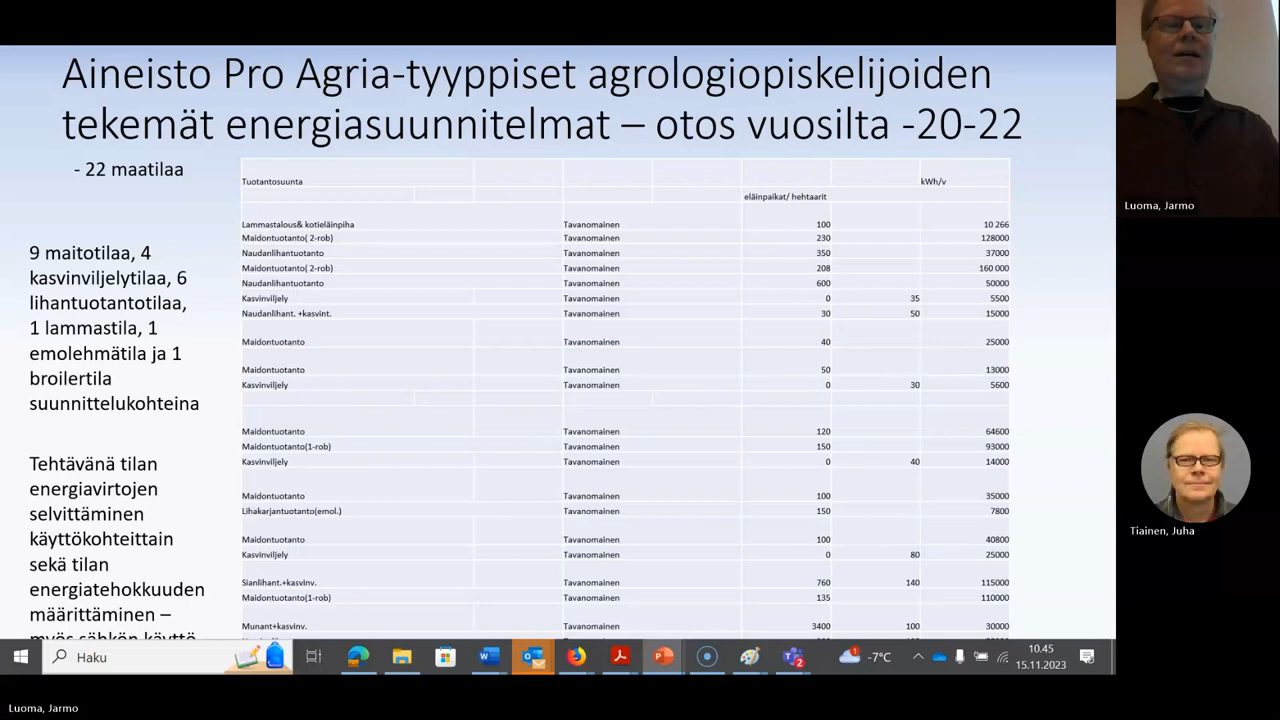 Aineisto Pro Agria-tyyppiset agrologiopiskelijoiden
tekemät energiasuunnitelmat – otos vuosilta -20-22
- 22 maatilaa
9 maitotilaa, 4
kasvinviljelytilaa, 6
lihantuotantotilaa,
1 lammastila, 1
emolehmätila ja 1
broilertila
suunnittelukohteina
Tehtävänä tilan
energiavirtojen
selvittäminen
käyttökohteittain
sekä tilan
energiatehokkuuden
määrittäminen –
myös sähkön käyttö
Tuotantosuunta kWh/v
eläinpaikat/ hehtaarit
Lammastalous& kotieläinpiha Tavanomainen 100 10 266
Maidontuotanto( 2-rob) Tavanomainen 230 128000
Naudanlihantuotanto Tavanomainen 350 37000
Maidontuotanto( 2-rob) Tavanomainen 208 160 000
Naudanlihantuotanto Tavanomainen 600 50000
Kasvinviljely Tavanomainen 0 35 5500
Naudanlihant. +kasvint. Tavanomainen 30 50 15000
Maidontuotanto Tavanomainen 40 25000
Maidontuotanto Tavanomainen 50 13000
Kasvinviljely Tavanomainen 0 30 5600
Maidontuotanto Tavanomainen 120 64600
Maidontuotanto(1-rob) Tavanomainen 150 93000
Kasvinviljely Tavanomainen 0 40 14000
Maidontuotanto Tavanomainen 100 35000
Lihakarjantuotanto(emol.) Tavanomainen 150 7800
Maidontuotanto Tavanomainen 100 40800
Kasvinviljely Tavanomainen 0 80 25000
Sianlihant.+kasvinv. Tavanomainen 760 140 115000
Maidontuotanto(1-rob) Tavanomainen 135 110000
Munant+kasvinv. Tavanomainen 3400 100 30000
Luoma, Jarmo
Tiainen, Juha
Haku
-7°C
10.45
15.11.2023
Luoma, Jarmo